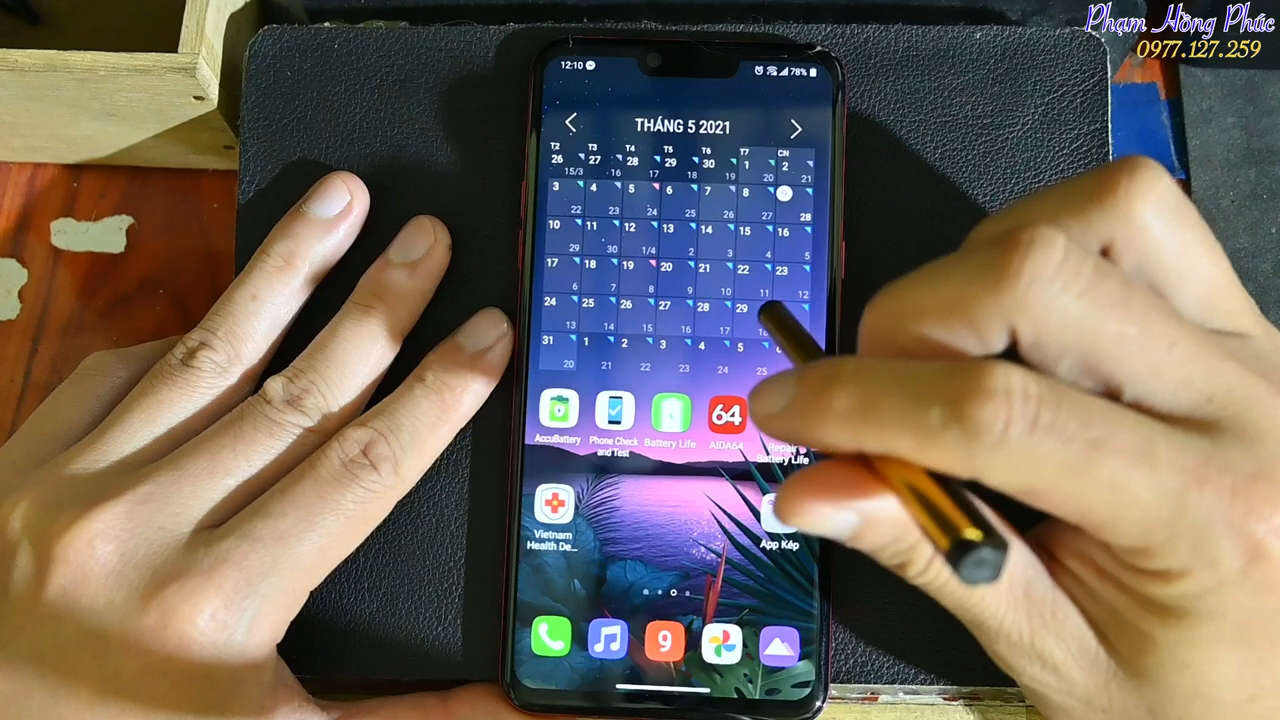 Phạm Hồng Phúc
0977.127.259
12:10
78%
THÁNG 5 2021
T2 T3 T4 T5 T6 T7 CN
26 27 28 29 30 1 2
15/3 16 17 18 19 20 21
3 4 5 6 7 8 9
22 23 24 25 26 27 28
10 11 12 13 14 15 16
29 30 1/4 2 3 4 5
17 18 19 20 21 22 23
6 7 8 9 10 11 12
24 25 26 27 28 29
13 14 15 16 17 18
31 1 2 3 4 5
20 21 22 23 24 25
64
AccuBattery
Phone Check and Test
Battery Life
AIDA64
Repair Battery Life
Vietnam Health De...
App Kép
9